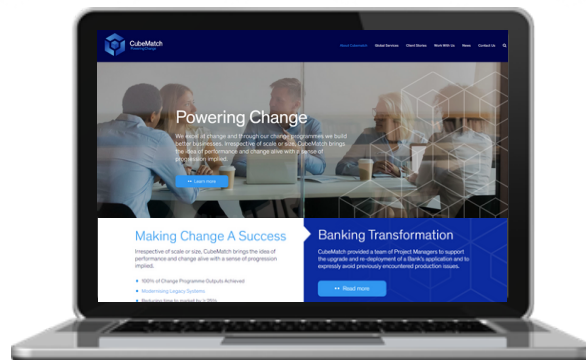 CubeMatch
Powering Change
About CubeMatch Global Services Client Stories Work With Us News Contact Us
Powering Change
We excel at change and through our change programmes we build
better businesses. Irrespective of scale or size, CubeMatch brings
the idea of performance and change alive with a sense of
progression implied.
Learn more
Making Change A Success
Irrespective of scale or size, CubeMatch brings the idea of
performance and change alive with a sense of progression
implied.
100% of Change Programme Outputs Achieved
Modernising Legacy Systems
Reducing time to market by
Banking Transformation
CubeMatch provided a team of Project Managers to support
the upgrade and re-deployment of a Bank's application and to
expressly avoid previously encountered production issues.
Read more